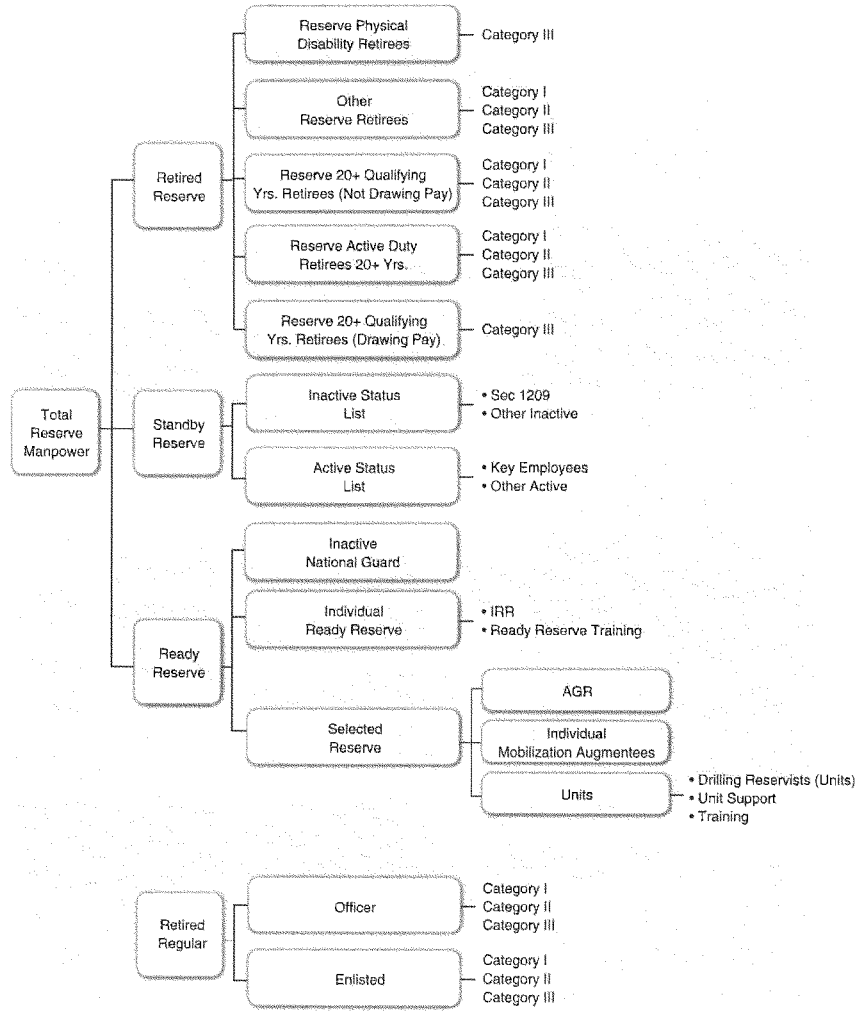 Reserve Physical
Disability Retirees
Category III
Other
Reserve Retirees
Category I
Category II
Category III
Retired
Reserve
Reserve 20+ Qualifying
Yrs. Retirees (Not Drawing Pay)
Category I
Category II
Category III
Reserve Active Duty
Retirees 20+ Yrs.
Category I
Category II
Category III
Reserve 20+ Qualifying
Yrs. Retirees (Drawing Pay)
Category III
Total
Reserve
Manpower
Standby
Reserve
Inactive Status
List
• Sec 1209
• Other Inactive
Active Status
List
• Key Employees
• Other Active
Ready
Reserve
Inactive
National Guard
Individual
Ready Reserve
• IRR
• Ready Reserve Training
Selected
Reserve
AGR
Individual
Mobilization Augmentees
Units
• Drilling Reservists (Units)
• Unit Support
• Training
Retired
Regular
Officer
Category I
Category II
Category III
Enlisted
Category I
Category II
Category III